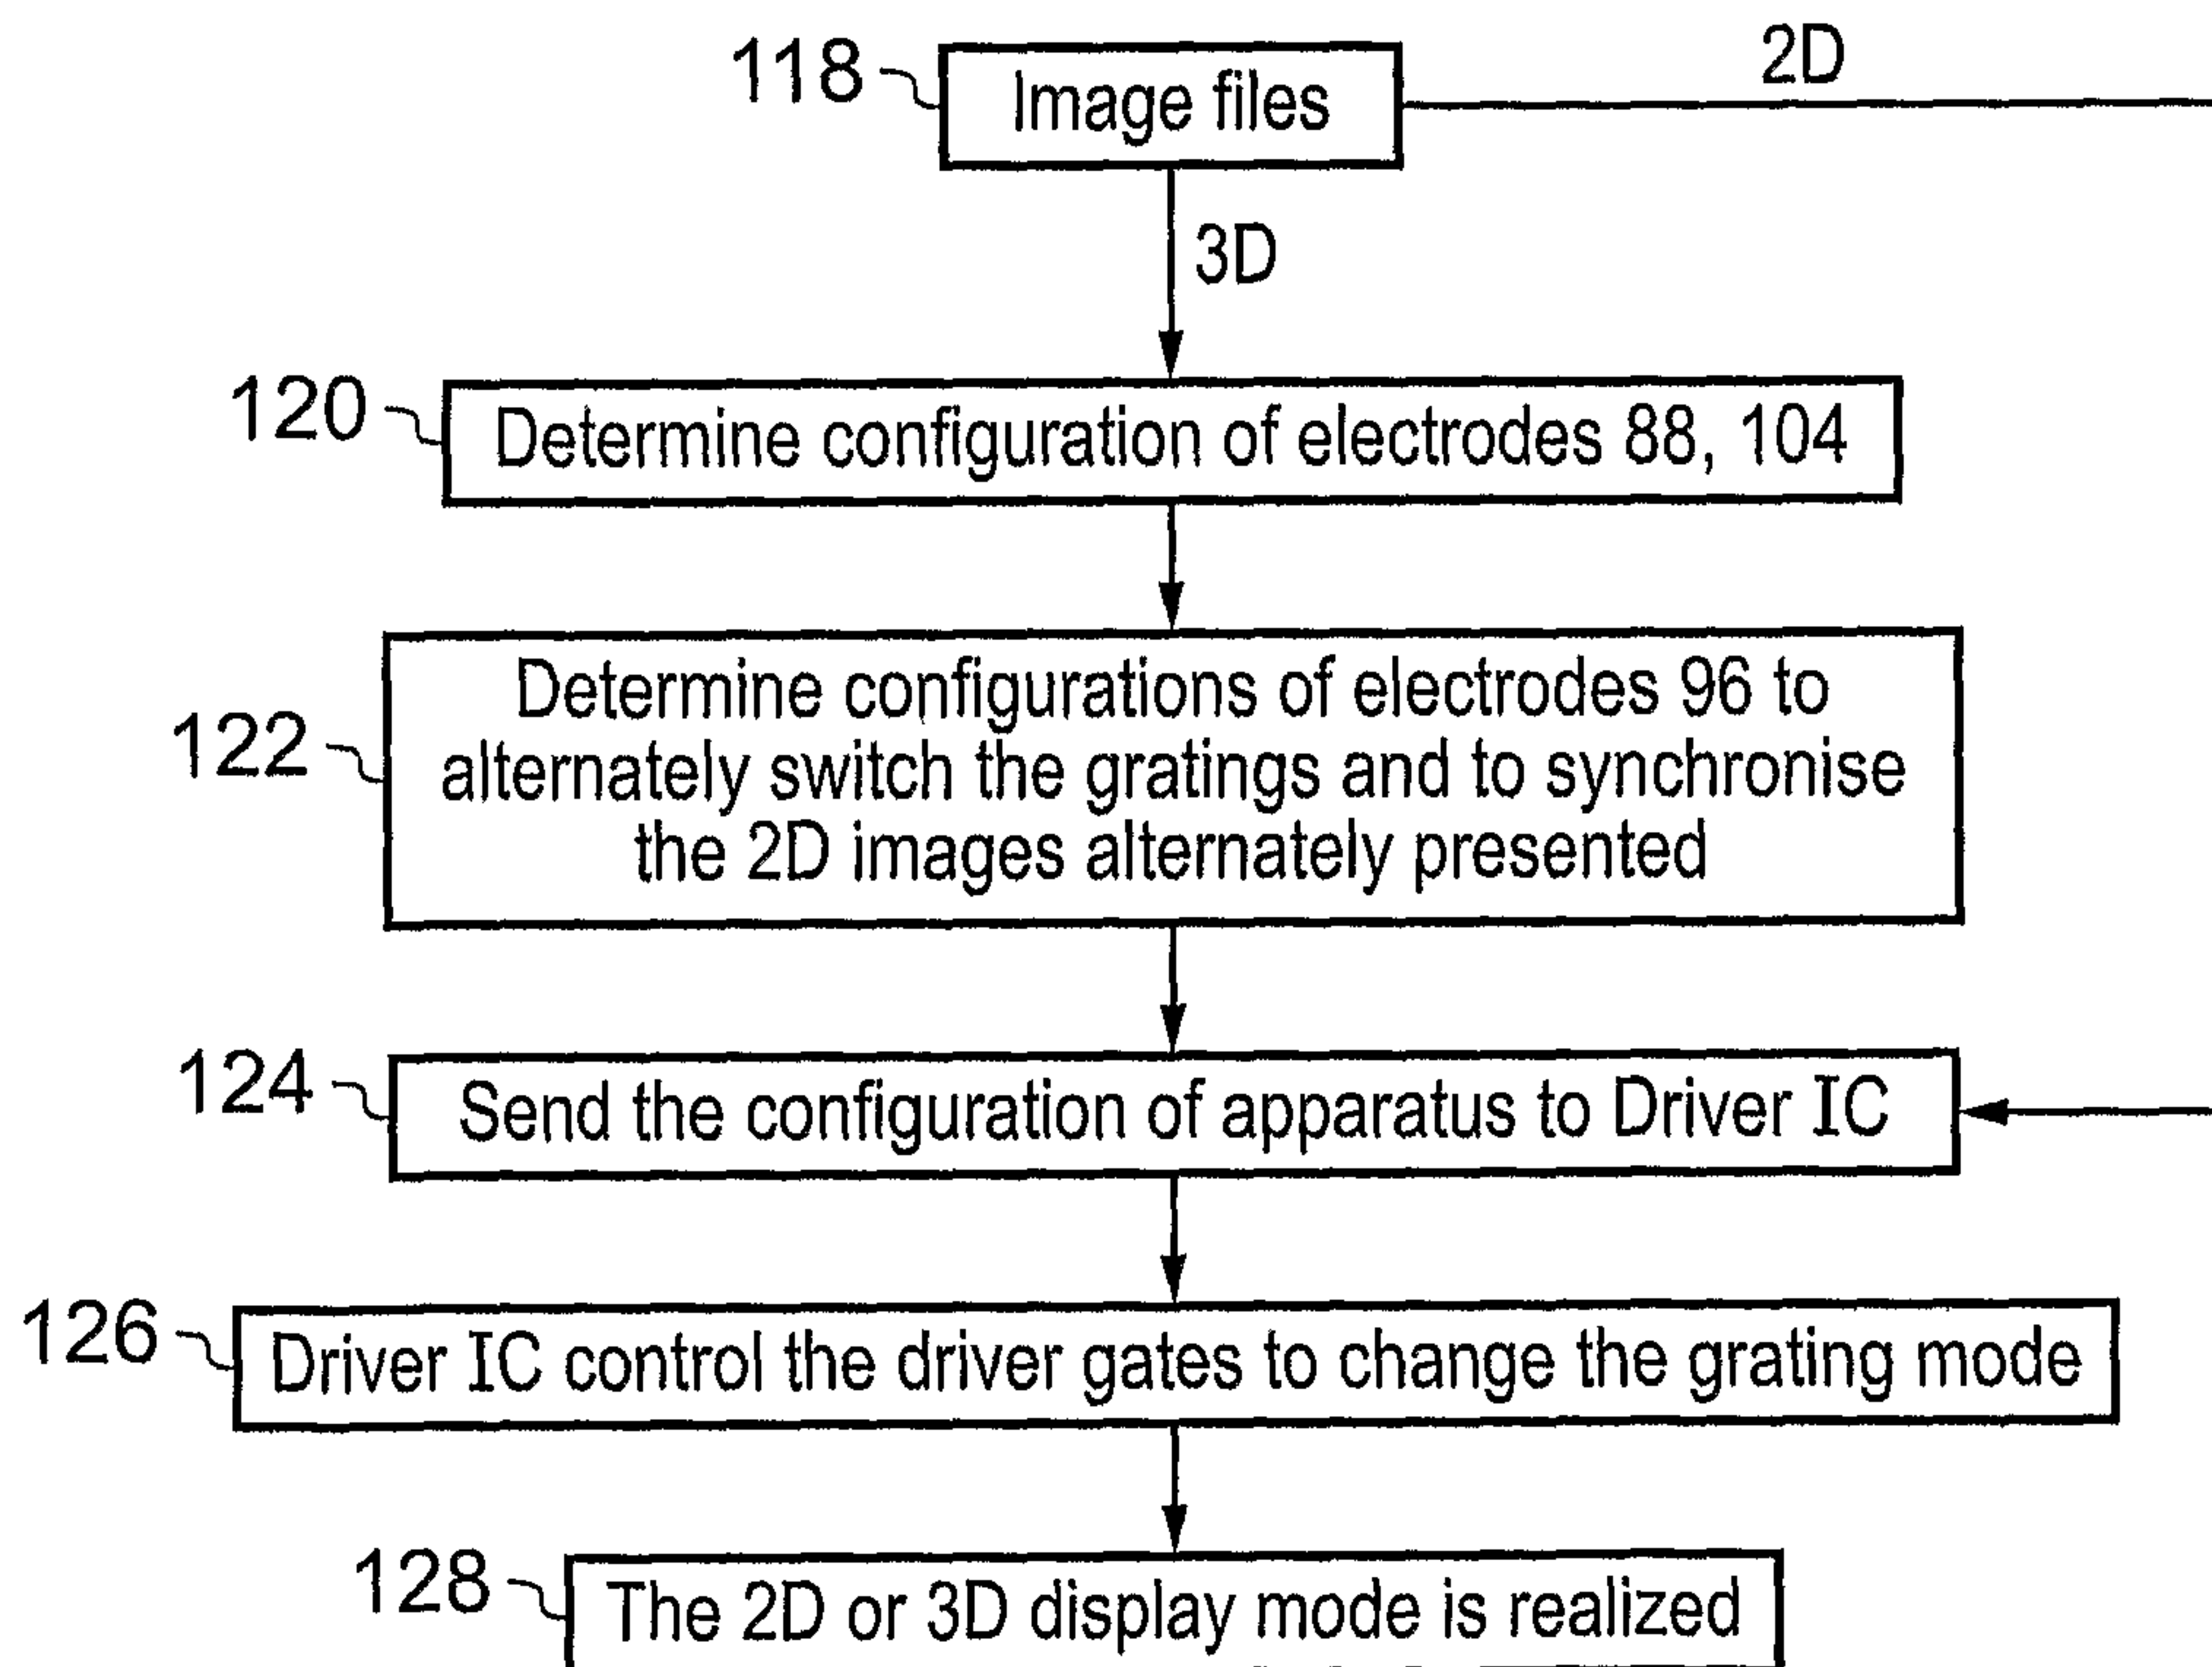 118
Image files
2D
3D
120
Determine configuration of electrodes 88, 104
122
Determine configurations of electrodes 96 to
alternately switch the gratings and to synchronise
the 2D images alternately presented
124
Send the configuration of apparatus to Driver IC
126
Driver IC control the driver gates to change the grating mode
128
The 2D or 3D display mode is realized